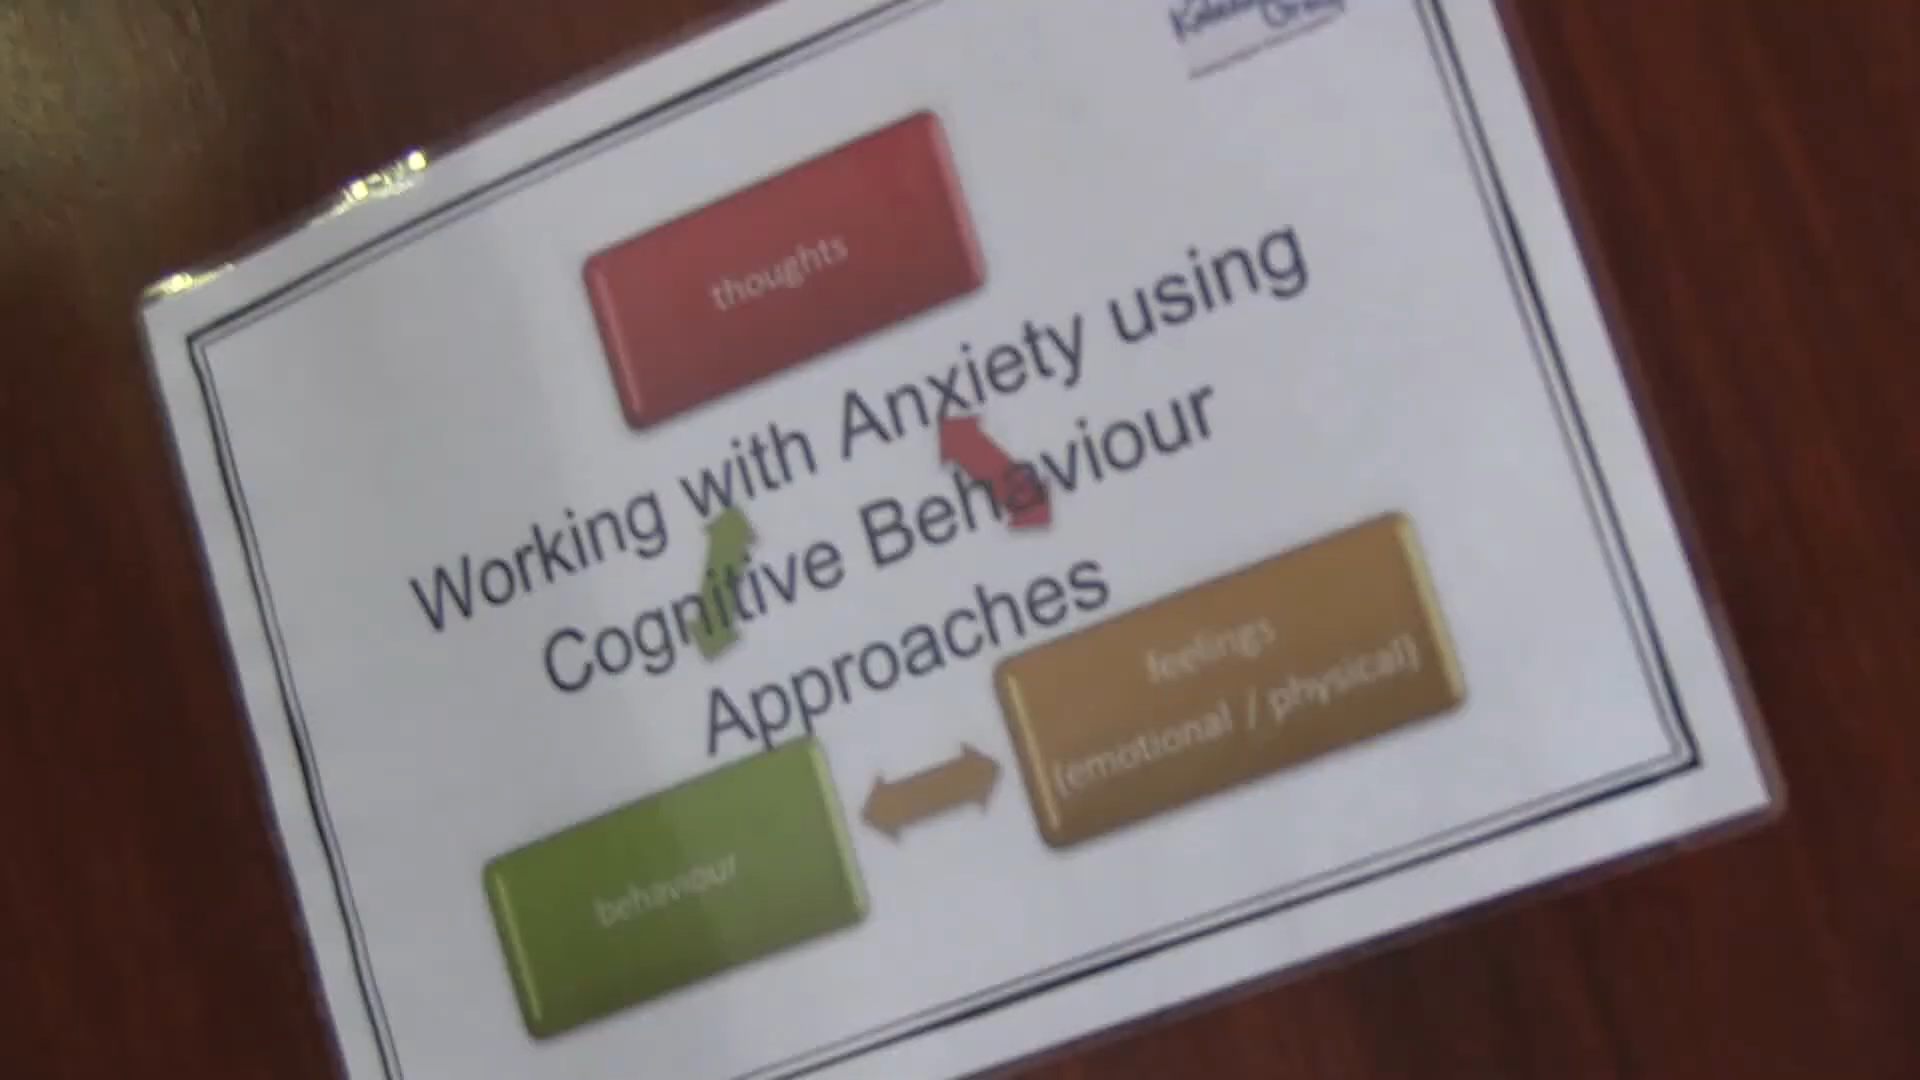 thoughts
Working with Anxiety using
Cognitive Behaviour
Approaches
feelings
(emotional / physical)
behaviour